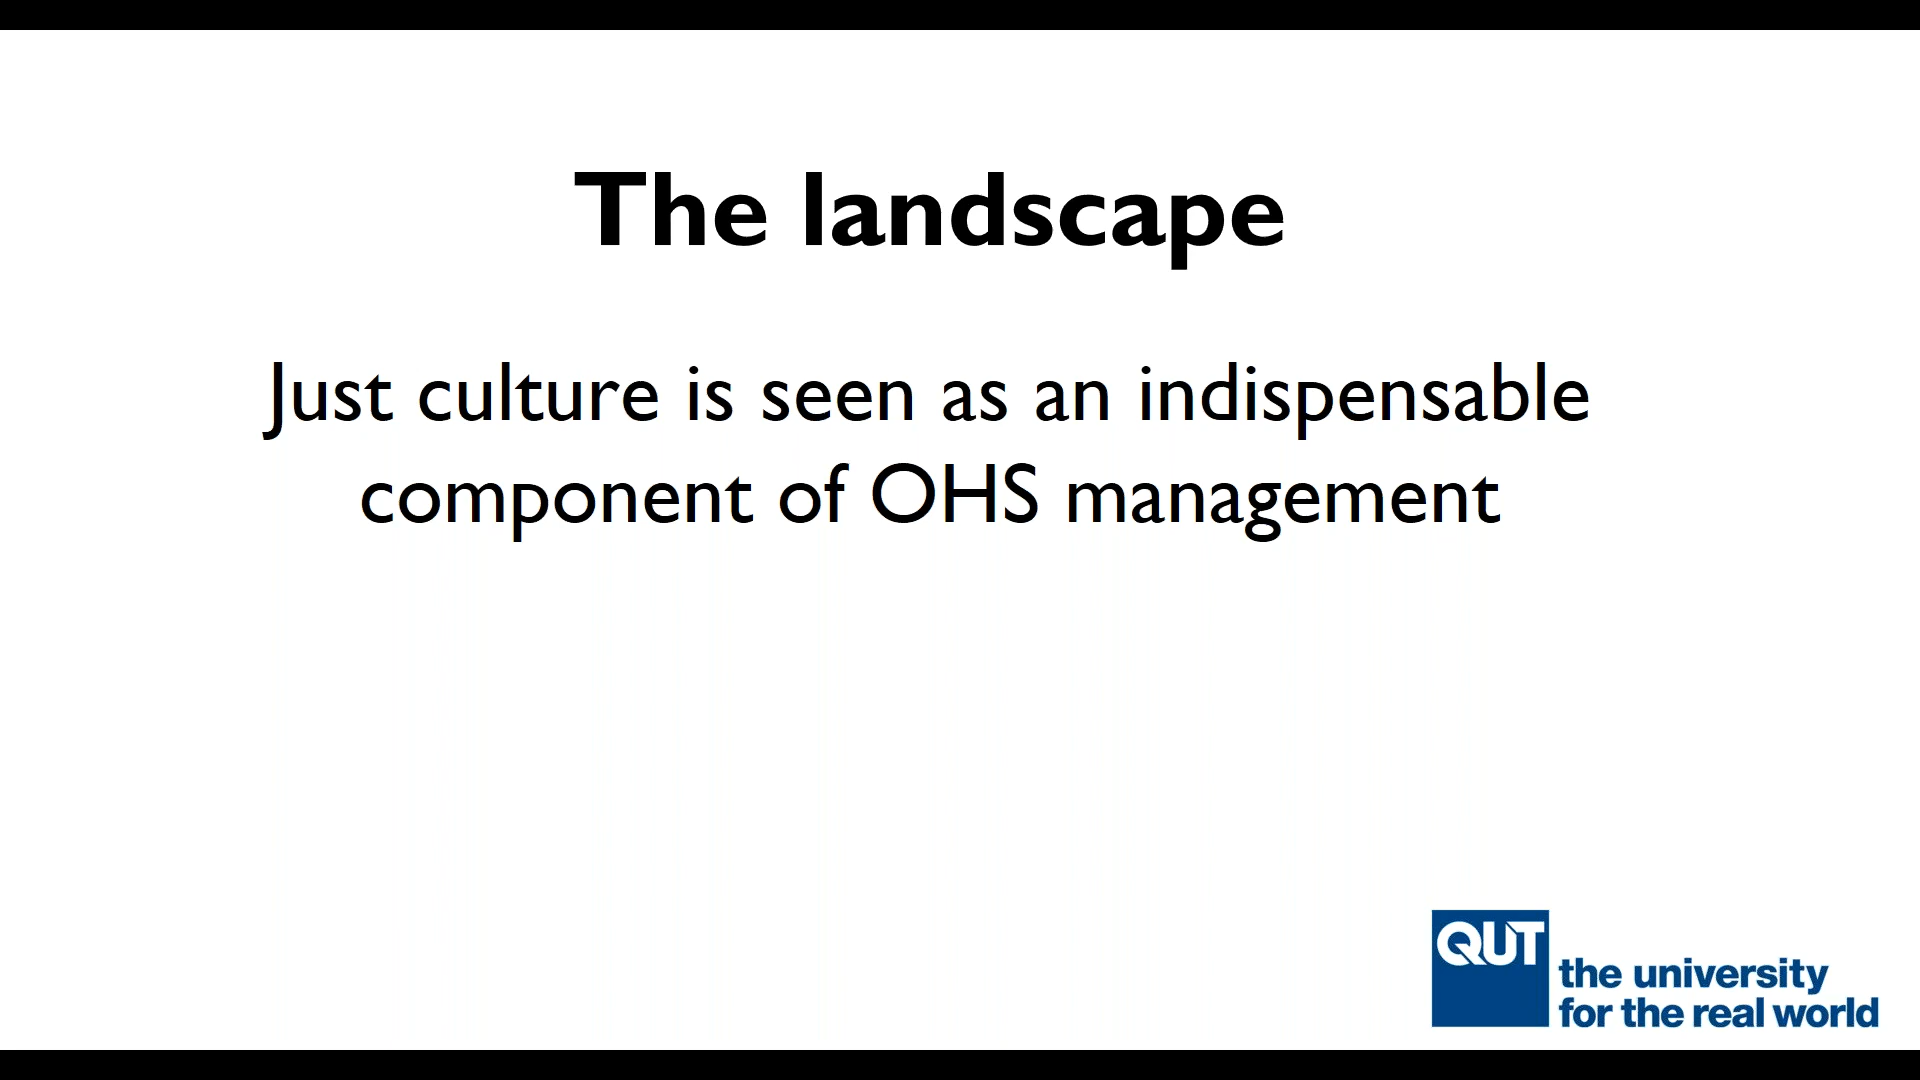 The landscape
Just culture is seen as an indispensable
component of OHS management
QUT
the university
for the real world